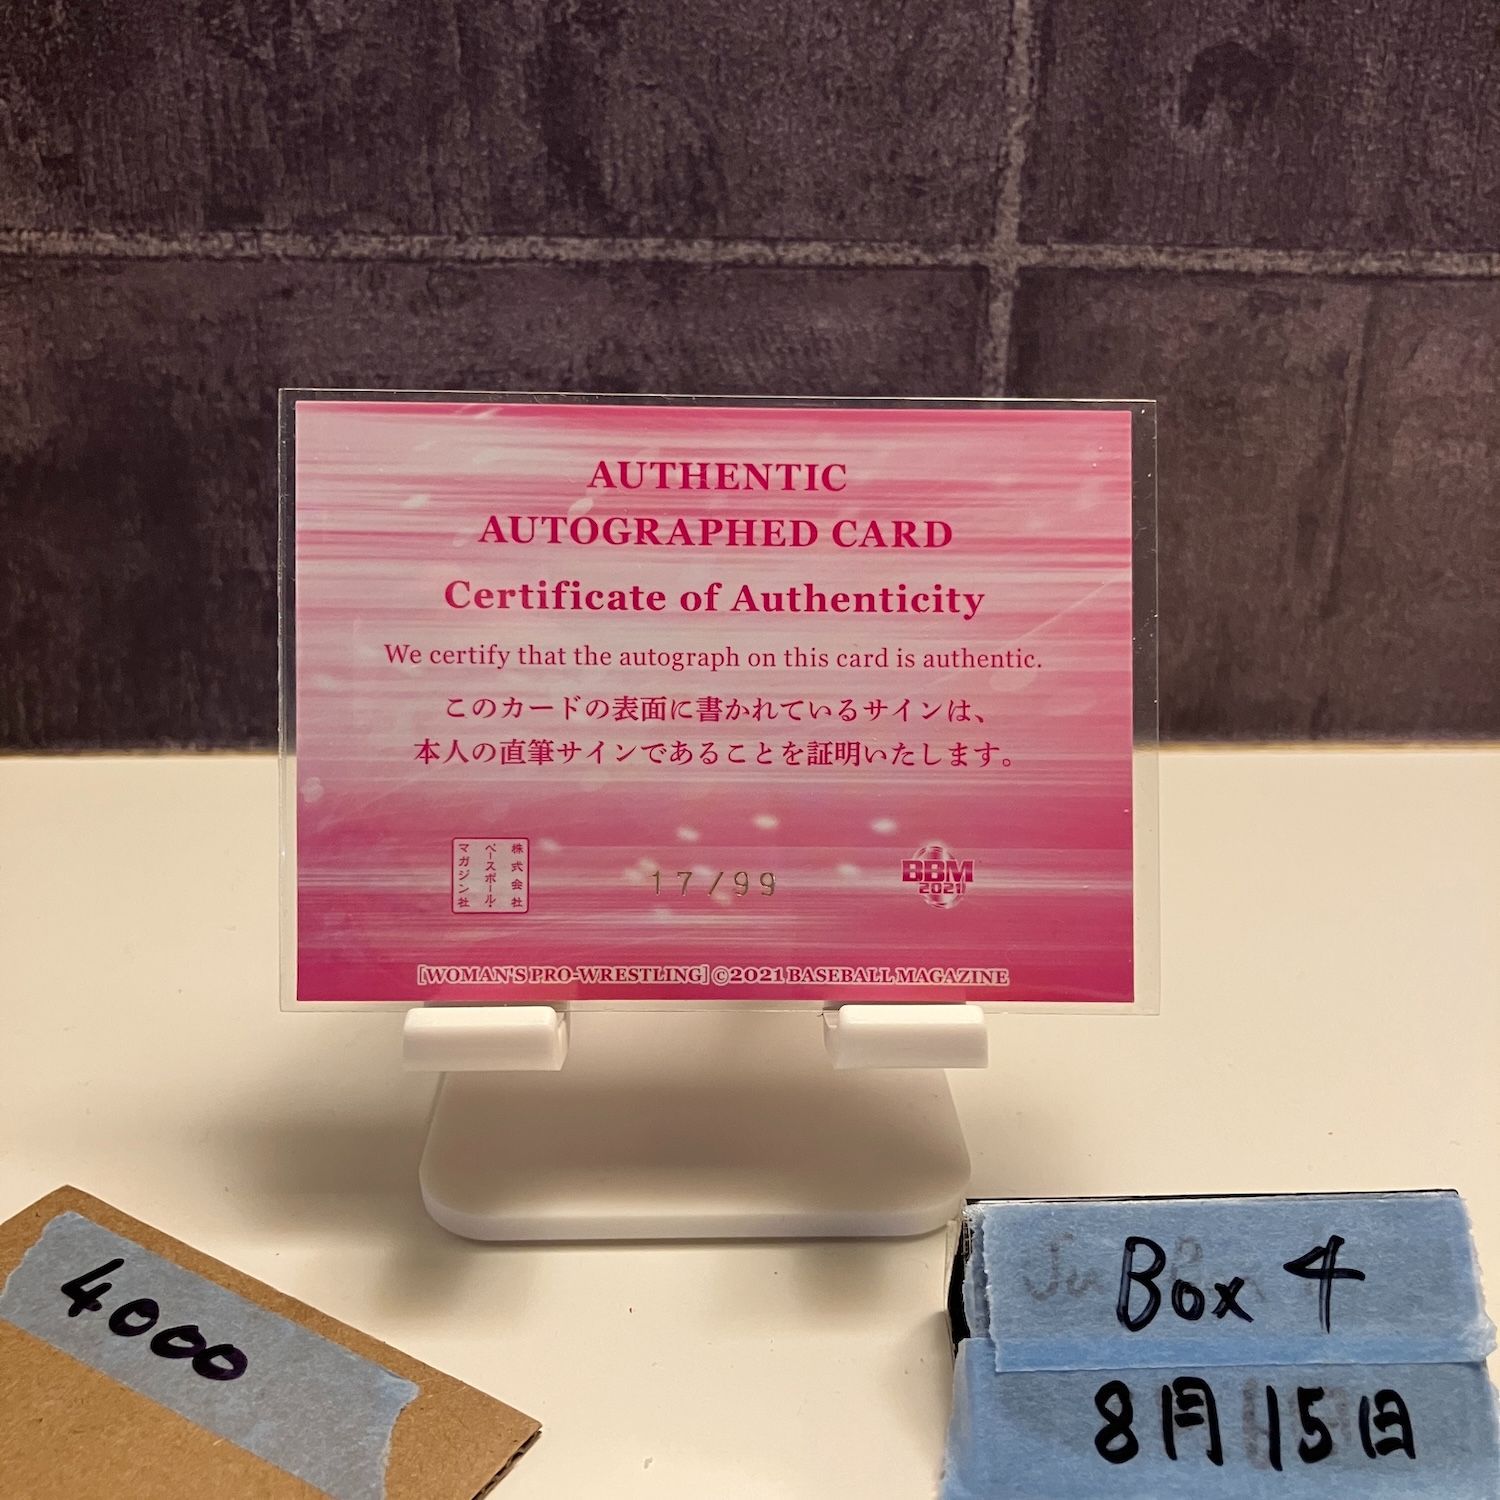 AUTHENTIC
AUTOGRAPHED CARD
Certificate of Authenticity
We certify that the autograph on this card is authentic.
このカードの表面に書かれているサインは、
本人の直筆サインであることを証明いたします。
株式会社
ベースボール・
マガジン社
17/99
BBM
2021
[WOMAN'S PRO-WRESTLING] ©2021 BASEBALL MAGAZINE
4000
Box 4
8月15日